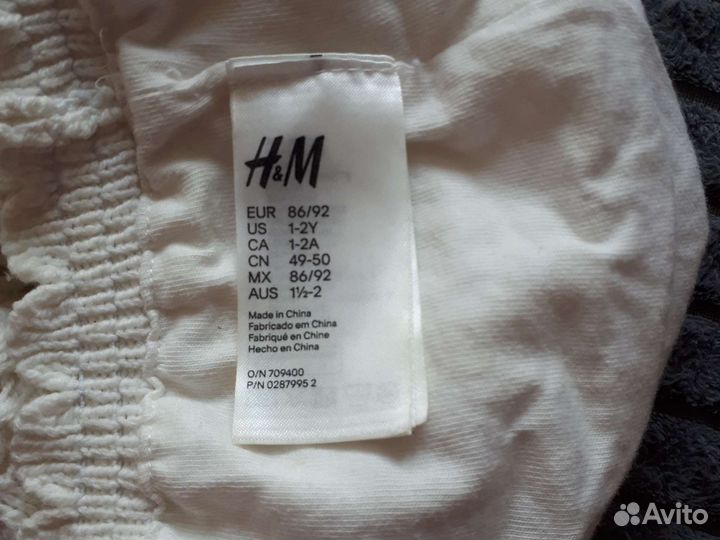 H&M
EUR 86/92
US 1-2Y
CA 1-2A
CN 49-50
MX 86/92
AUS 1½-2
Made in China
Fabricado em China
Fabriqué en Chine
Hecho en China
O/N 709400
P/N 0287995 2
Avito